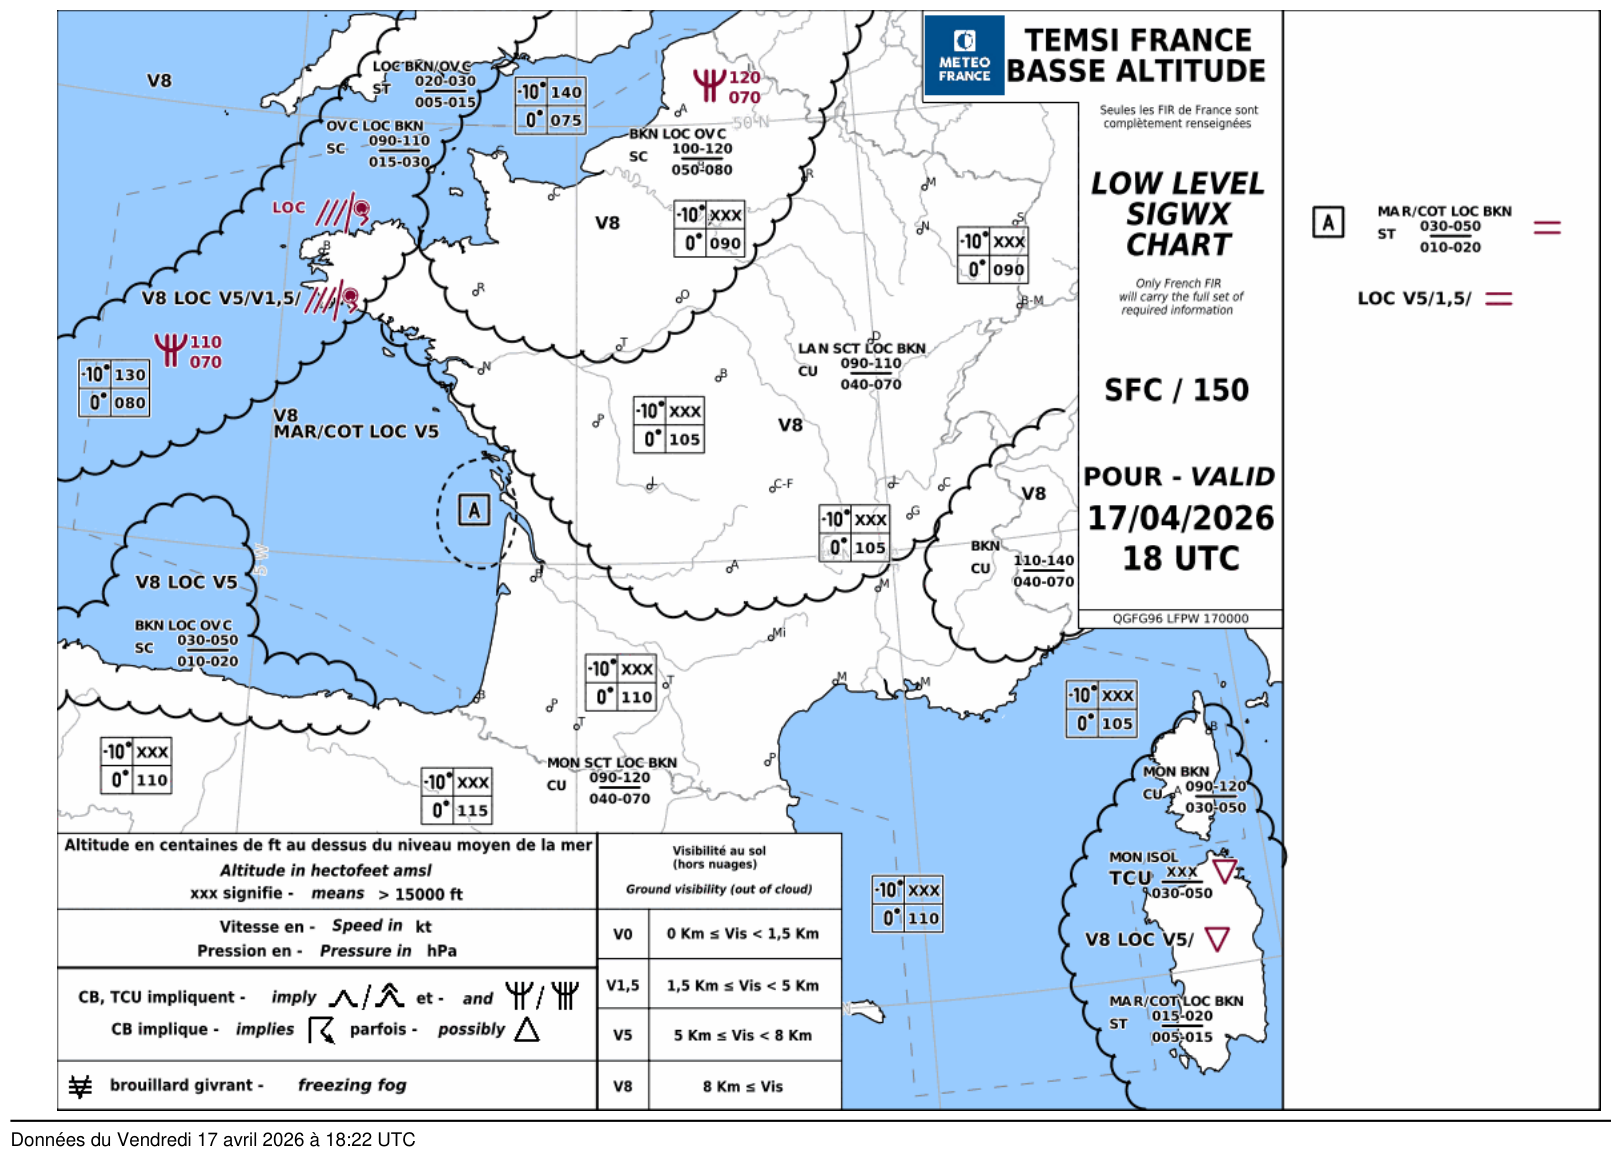 V8
LOC BKN/OVC
020-030
ST
005-015
-10° 140
0° 075
120
070
A
50°N
OVC LOC BKN
090-110
SC
015-030
BKN LOC OVC
100-120
SC
050-080
C
C
R
M
LOC
V8
-10° XXX
0° 090
N
S
-10° XXX
0° 090
B
R
O
B-M
V8 LOC V5/V1,5/
110
070
-10° 130
0° 080
T
D
LAN SCT LOC BKN
090-110
CU
040-070
N
B
V8
MAR/COT LOC V5
P
-10° XXX
0° 105
V8
A
L
C-F
L
C
V8
G
-10° XXX
0° 105
5°W
V8 LOC V5
BKN
110-140
CU
040-070
B
A
M
BKN LOC OVC
030-050
SC
010-020
Mi
-10° XXX
0° 110
T
M
M
N
B
P
T
-10° XXX
0° 105
B
-10° XXX
0° 110
-10° XXX
0° 115
MON SCT LOC BKN
090-120
CU
040-070
P
MON BKN
090-120
CU
A
030-050
MON ISOL
XXX
TCU
030-050
-10° XXX
0° 110
V8 LOC V5/
MAR/COT LOC BKN
015-020
ST
005-015
METEO
FRANCE
TEMSI FRANCE
BASSE ALTITUDE
Seules les FIR de France sont
complètement renseignées
LOW LEVEL
SIGWX
CHART
Only French FIR
will carry the full set of
required information
SFC / 150
POUR - VALID
17/04/2026
18 UTC
QGFG96 LFPW 170000
A
MAR/COT LOC BKN
030-050
ST
010-020
LOC V5/1,5/
Altitude en centaines de ft au dessus du niveau moyen de la mer
Altitude in hectofeet amsl
xxx signifie - means > 15000 ft
Vitesse en - Speed in kt
Pression en - Pressure in hPa
CB, TCU impliquent - imply / et - and /
CB implique - implies parfois - possibly
brouillard givrant - freezing fog
Visibilité au sol
(hors nuages)
Ground visibility (out of cloud)
V0 0 Km ≤ Vis < 1,5 Km
V1,5 1,5 Km ≤ Vis < 5 Km
V5 5 Km ≤ Vis < 8 Km
V8 8 Km ≤ Vis
Données du Vendredi 17 avril 2026 à 18:22 UTC